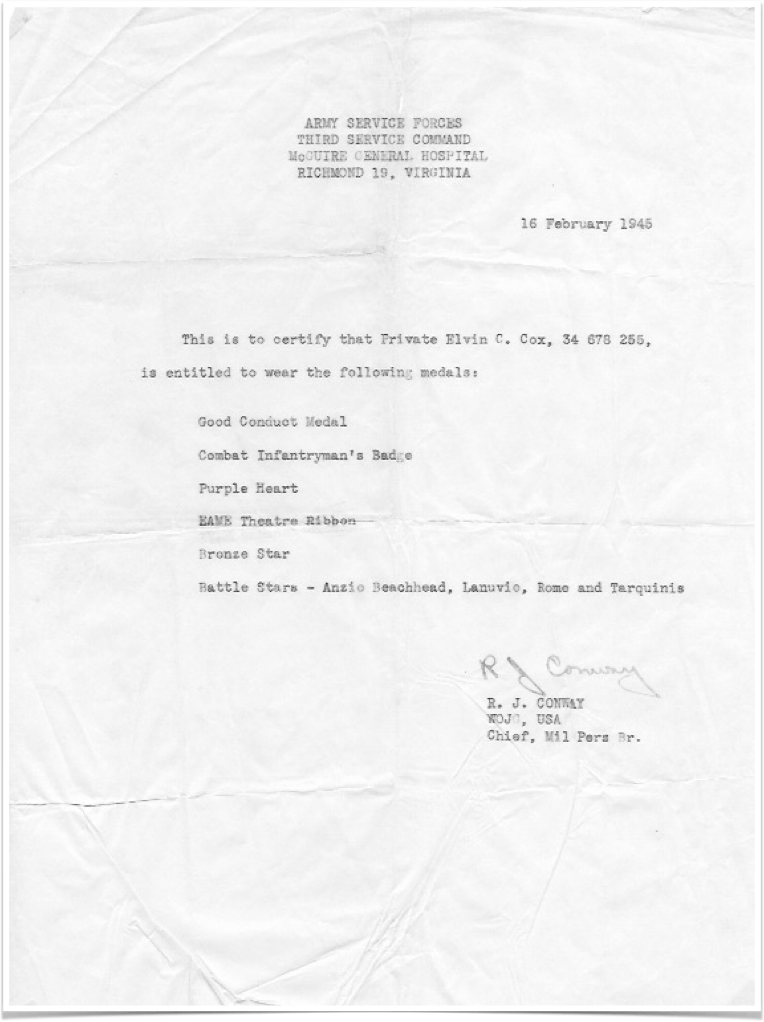 ARMY SERVICE FORCES
THIRD SERVICE COMMAND
McGUIRE GENERAL HOSPITAL
RICHMOND 19, VIRGINIA
16 February 1945
This is to certify that Private Elvin C. Cox, 34 678 255,
is entitled to wear the following medals:
Good Conduct Medal
Combat Infantryman's Badge
Purple Heart
EAME Theatre Ribbon
Bronze Star
Battle Stars - Anzio Beachhead, Lanuvio, Rome and Tarquinis
R J Conway
R. J. CONWAY
WOJG, USA
Chief, Mil Pers Br.